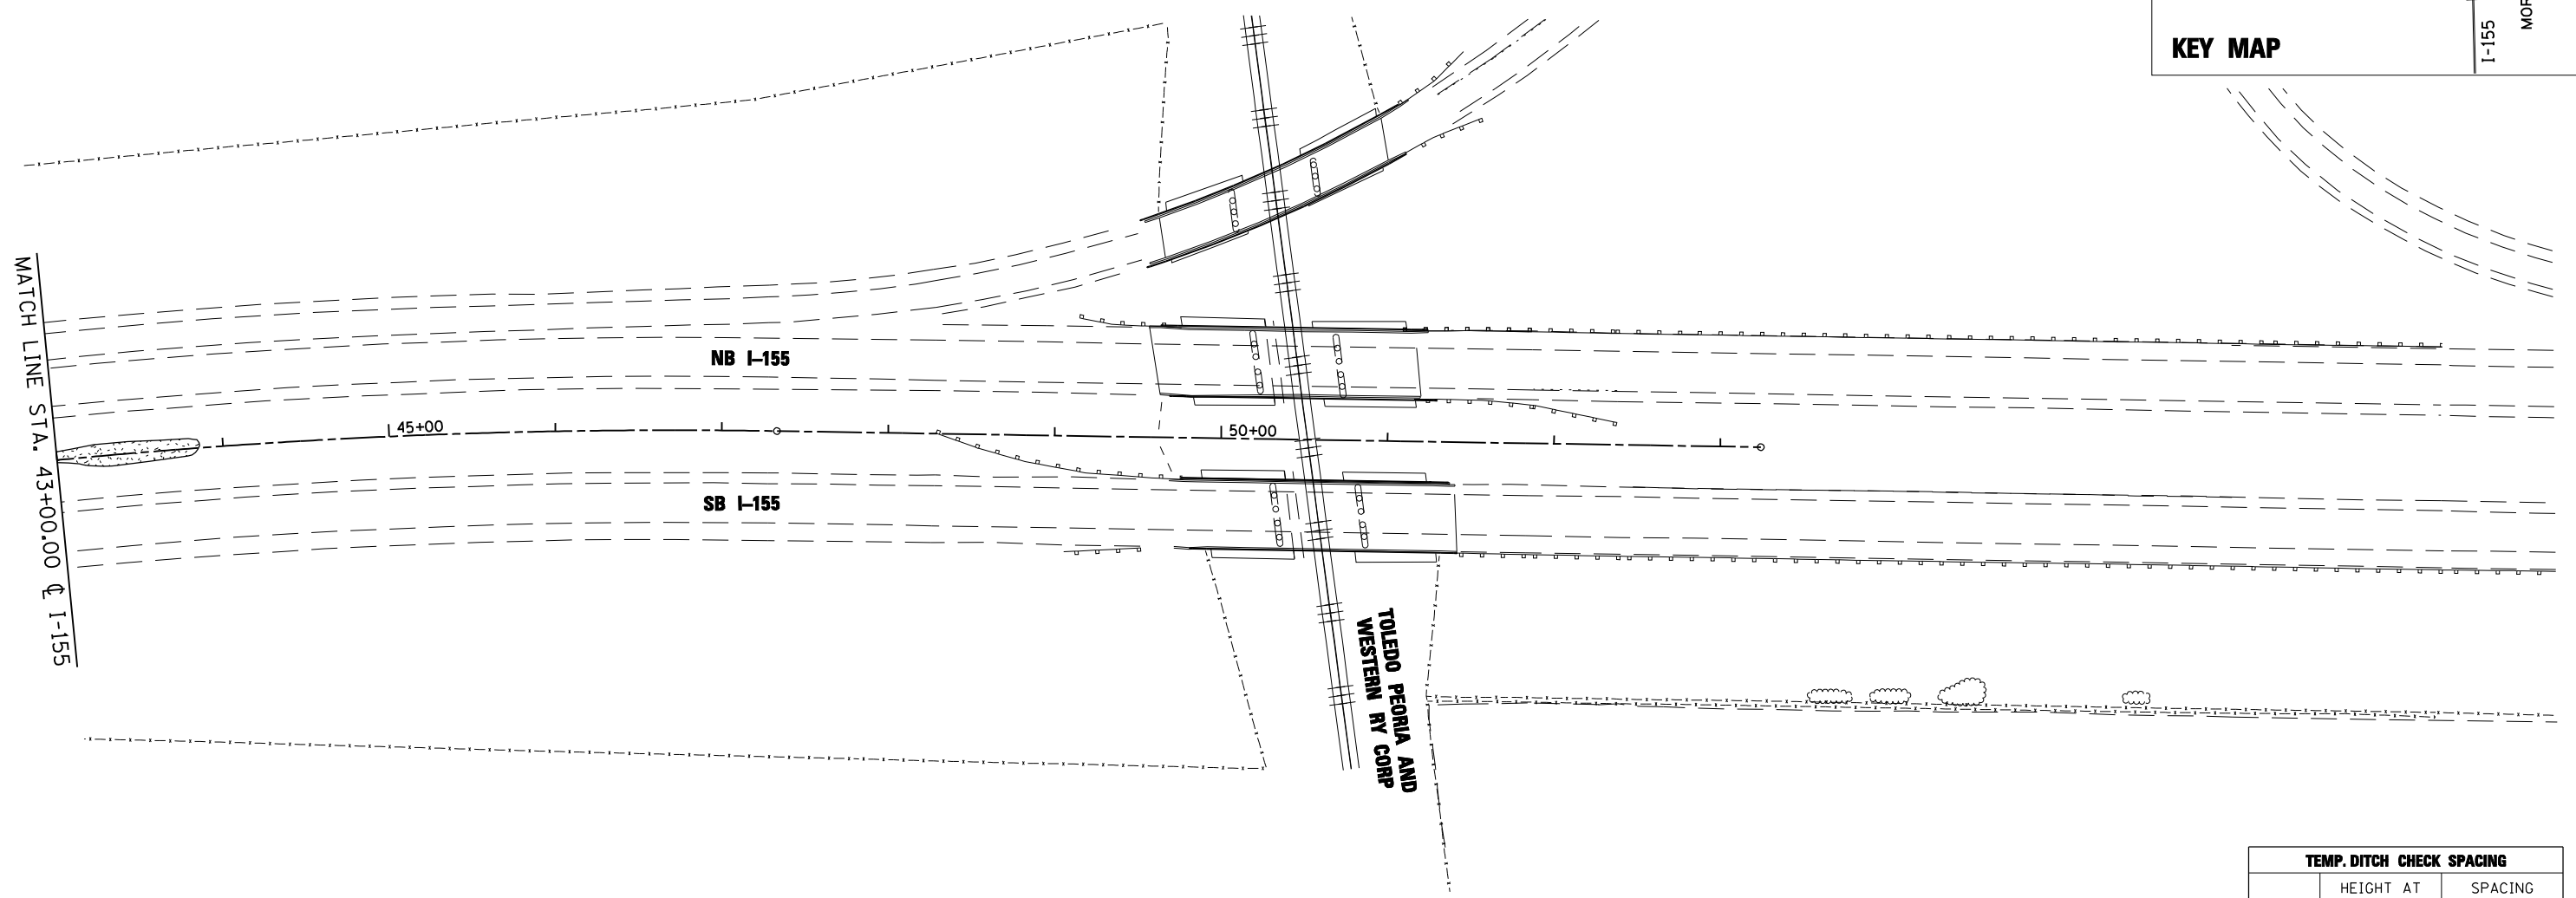 KEY MAP
I-155
MATCH LINE STA. 43+00.00 ℄ I-155
NB I-155
45+00
50+00
SB I-155
TOLEDO PEORIA AND
WESTERN RY CORP
TEMP. DITCH CHECK SPACING
HEIGHT AT
SPACING